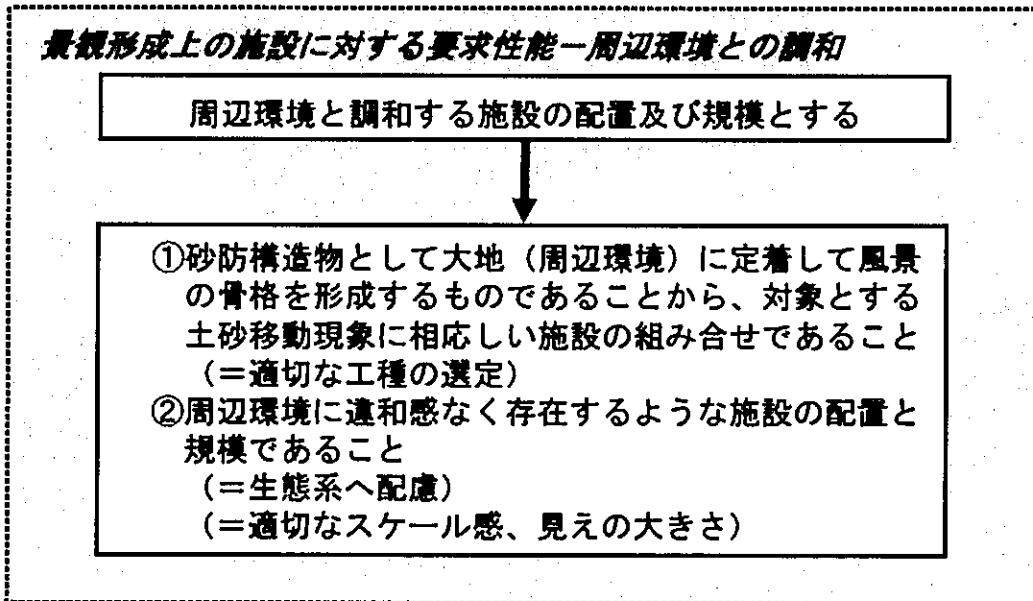 景観形成上の施設に対する要求性能－周辺環境との調和
周辺環境と調和する施設の配置及び規模とする
①砂防構造物として大地（周辺環境）に定着して風景
の骨格を形成するものであることから、対象とする
土砂移動現象に相応しい施設の組み合せであること
（＝適切な工種の選定）
②周辺環境に違和感なく存在するような施設の配置と
規模であること
（＝生態系へ配慮）
（＝適切なスケール感、見えの大きさ）